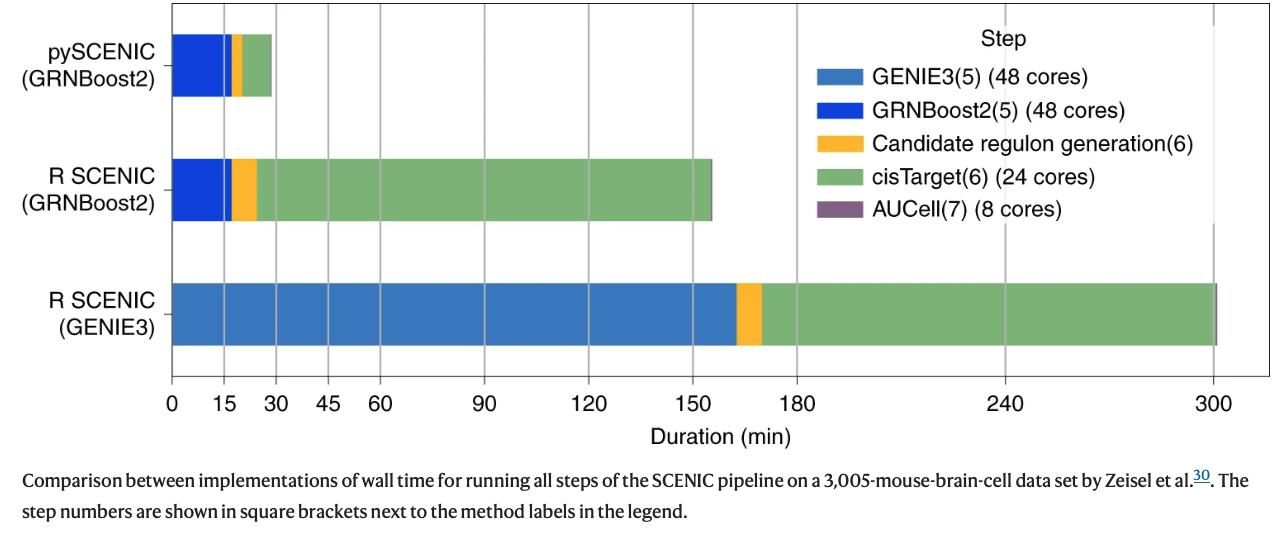 pySCENIC
(GRNBoost2)
R SCENIC
(GRNBoost2)
R SCENIC
(GENIE3)
Step
GENIE3(5) (48 cores)
GRNBoost2(5) (48 cores)
Candidate regulon generation(6)
cisTarget(6) (24 cores)
AUCell(7) (8 cores)
0 15 30 45 60 90 120 150 180 240 300
Duration (min)
Comparison between implementations of wall time for running all steps of the SCENIC pipeline on a 3,005-mouse-brain-cell data set by Zeisel et al.30. The
step numbers are shown in square brackets next to the method labels in the legend.